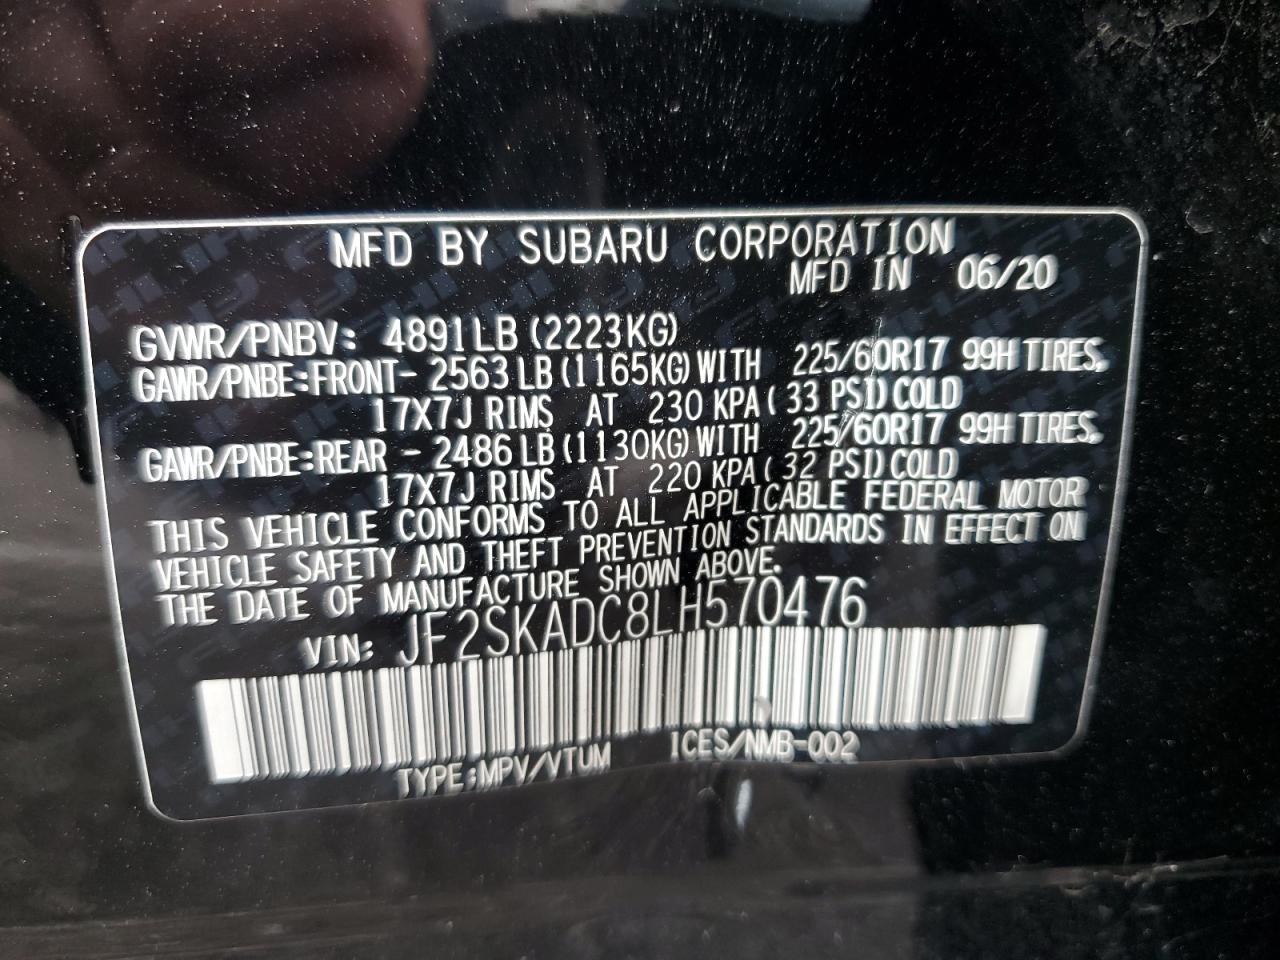 MFD BY SUBARU CORPORATION
MFD IN 06/20
GVWR/PNBV: 4891LB (2223KG)
GAWR/PNBE:FRONT- 2563 LB (1165KG) WITH 225/60R17 99H TIRES,
17X7J RIMS AT 230 KPA ( 33 PSI) COLD
GAWR/PNBE:REAR - 2486 LB (1130KG) WITH 225/60R17 99H TIRES,
17X7J RIMS AT 220 KPA ( 32 PSI) COLD
THIS VEHICLE CONFORMS TO ALL APPLICABLE FEDERAL MOTOR
VEHICLE SAFETY AND THEFT PREVENTION STANDARDS IN EFFECT ON
THE DATE OF MANUFACTURE SHOWN ABOVE.
VIN: JF2SKADC8LH570476
TYPE:MPV/VTUM ICES/NMB-002